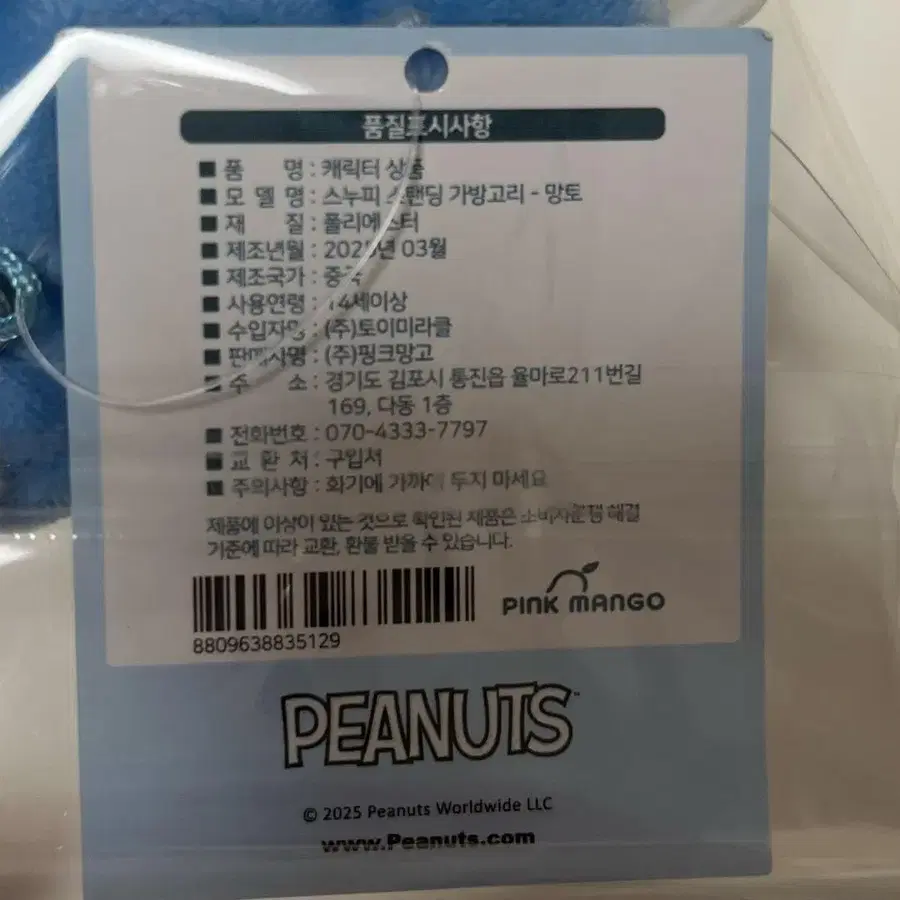 품질표시사항
■ 품 명 : 캐릭터 상품
■ 모 델 명 : 스누피 스탠딩 가방고리 - 망토
■ 재 질 : 폴리에스터
■ 제조년월 : 2025년 03월
■ 제조국가 : 중국
■ 사용연령 : 14세이상
■ 수입자명 : (주)토이미라클
■ 판매자명 : (주)핑크망고
■ 주 소 : 경기도 김포시 통진읍 율마로211번길
169, 다동 1층
■ 전화번호 : 070-4333-7797
■ 교 환 처 : 구입처
■ 주의사항 : 화기에 가까이 두지 마세요
제품에 이상이 있는 것으로 확인된 제품은 소비자분쟁 해결
기준에 따라 교환, 환불 받을 수 있습니다.
8809638835129
PINK MANGO
PEANUTS™
© 2025 Peanuts Worldwide LLC
www.Peanuts.com